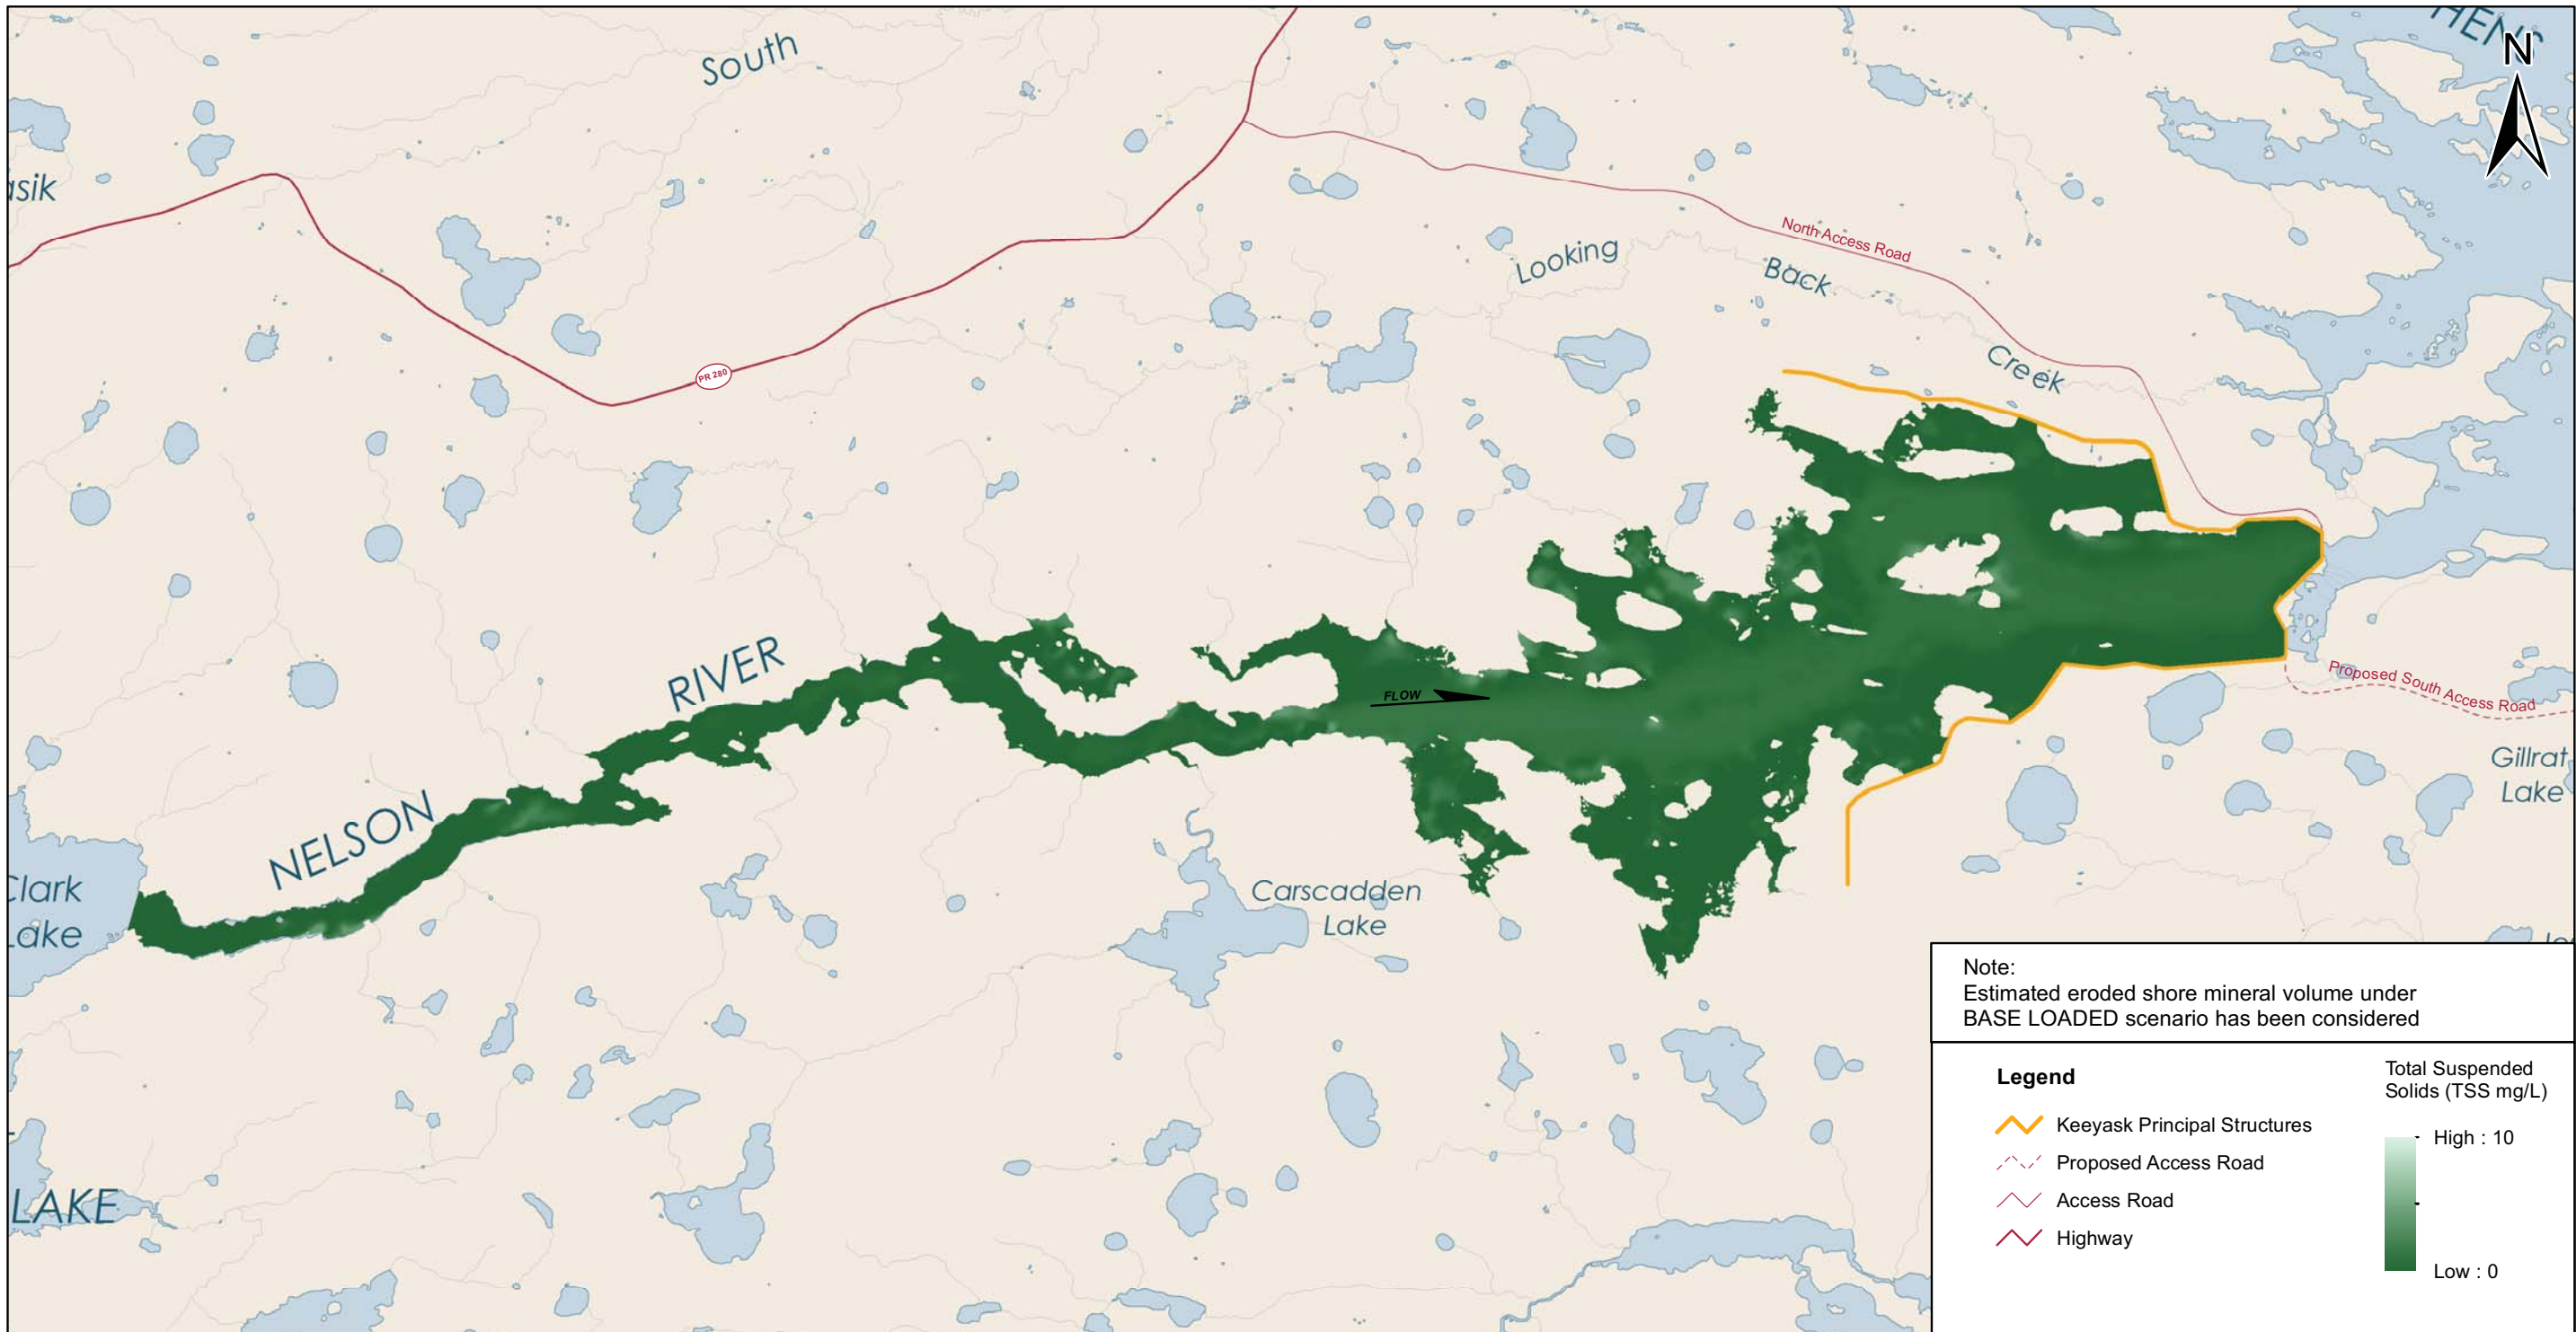 HENS
N
South
asik
North Access Road
Looking
Back
Creek
PR 280
RIVER
FLOW
Proposed South Access Road
Gillrat
Lake
NELSON
Clark
Lake
Carscadden
Lake
Note:
Estimated eroded shore mineral volume under
BASE LOADED scenario has been considered
Legend
Keeyask Principal Structures
Proposed Access Road
Access Road
Highway
Total Suspended
Solids (TSS mg/L)
High : 10
Low : 0
LAKE